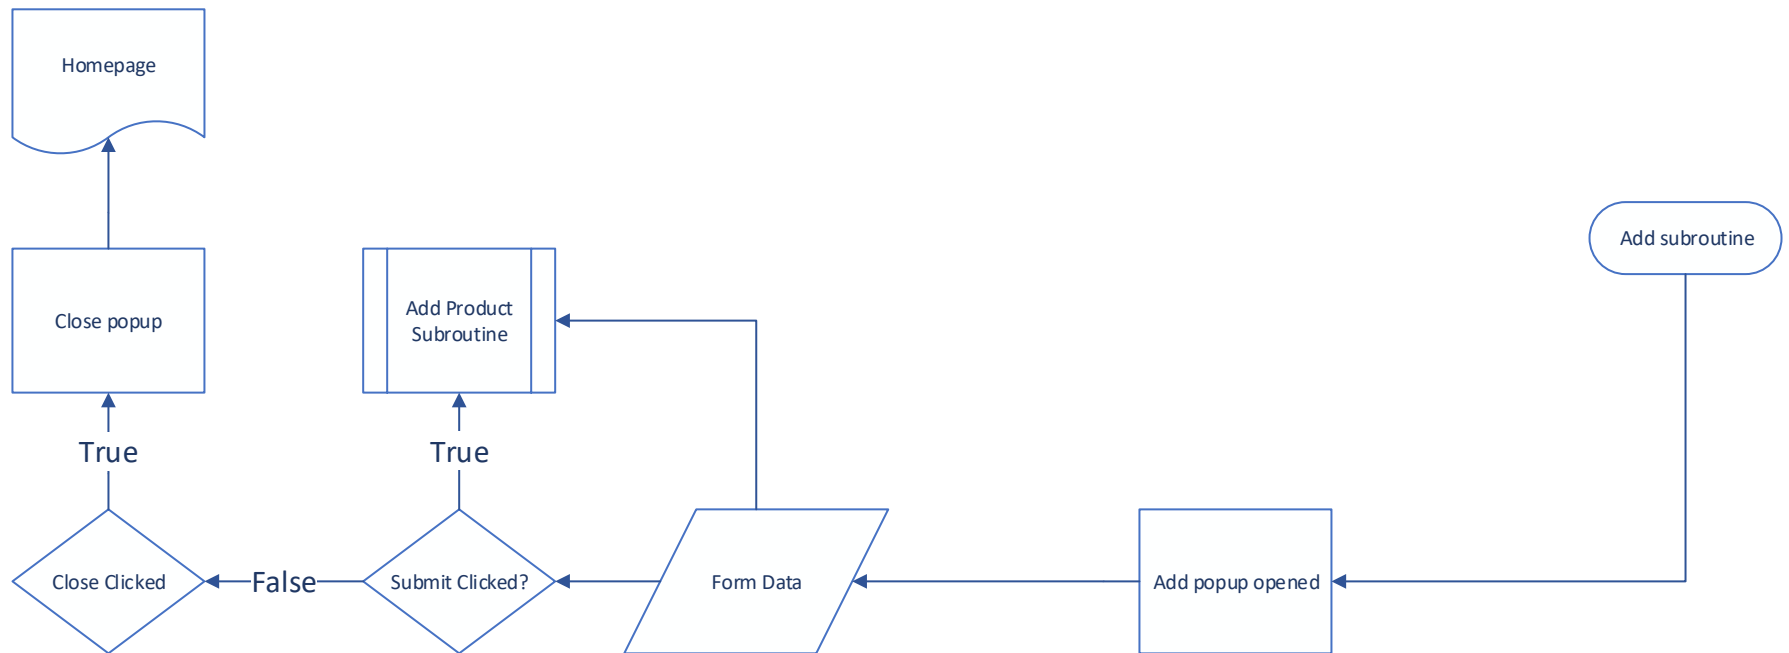 Homepage
Add subroutine
Close popup
Add Product
Subroutine
True
True
Close Clicked
False
Submit Clicked?
Form Data
Add popup opened